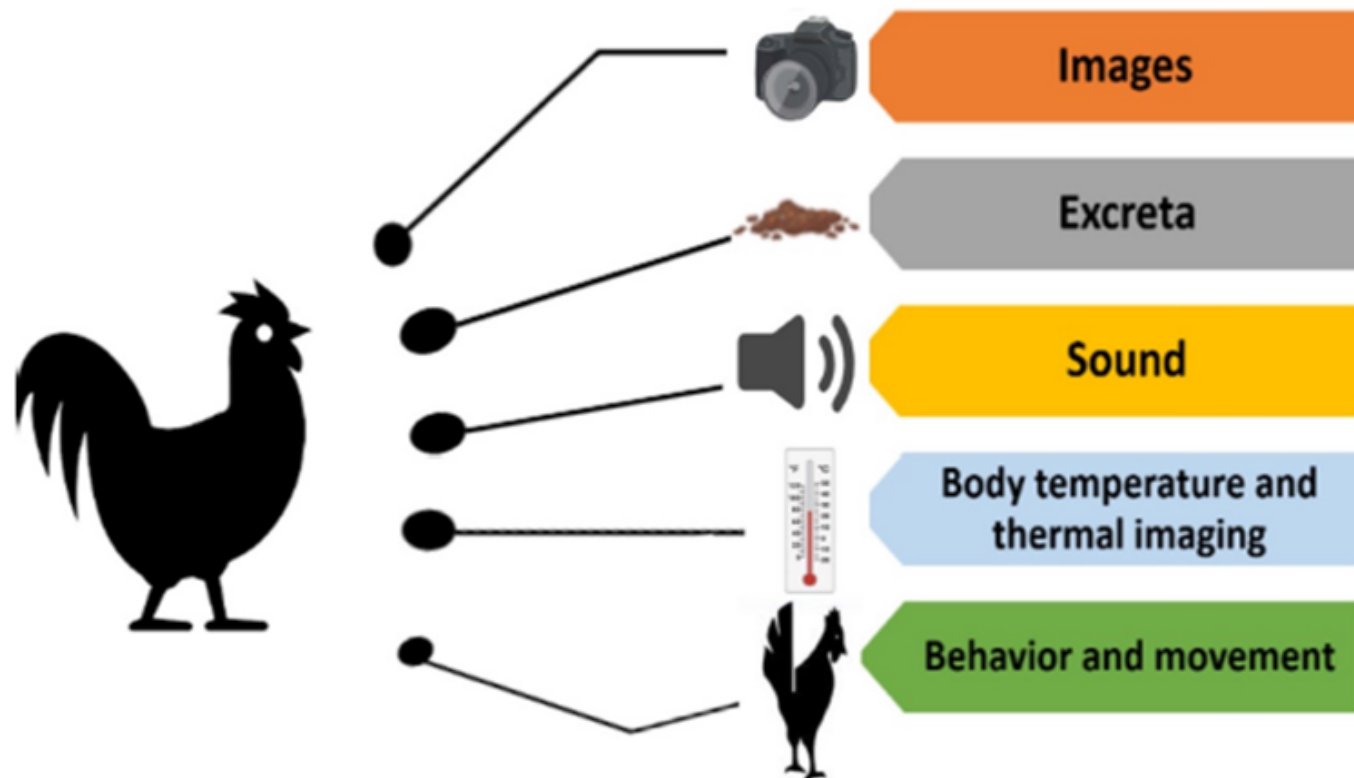 Images
Excreta
Sound
Body temperature and
thermal imaging
Behavior and movement